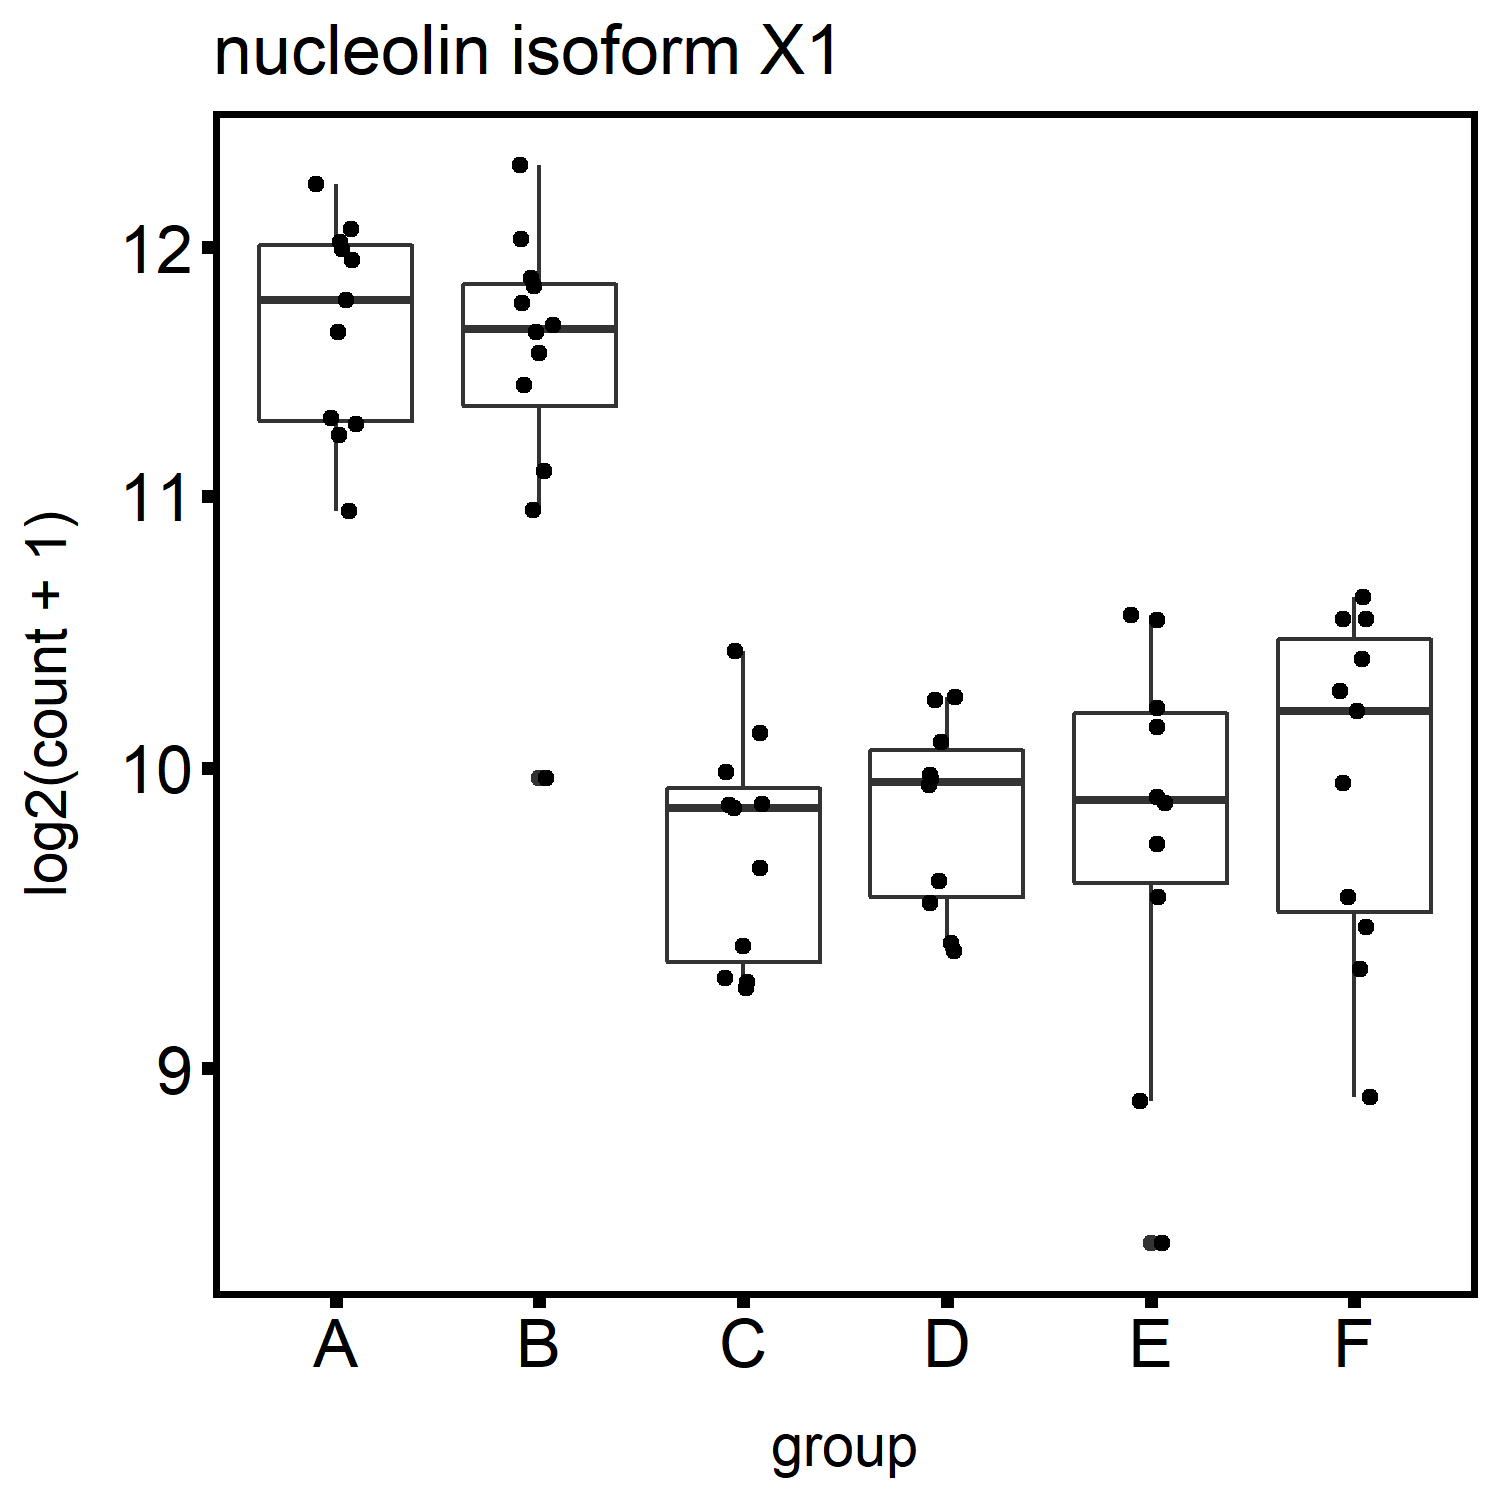 nucleolin isoform X1
log2(count + 1)
12
11
10
9
A B C D E F
group